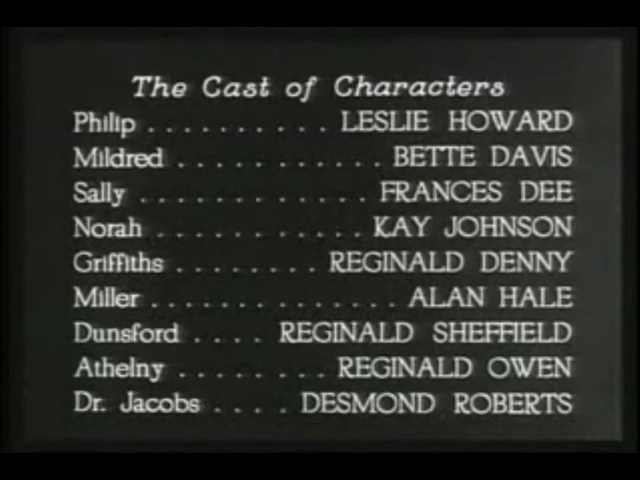 The Cast of Characters
Philip . . . . . . . . . . LESLIE HOWARD
Mildred . . . . . . . . . . . . BETTE DAVIS
Sally . . . . . . . . . . . . . FRANCES DEE
Norah . . . . . . . . . . . KAY JOHNSON
Griffiths . . . . . . . . REGINALD DENNY
Miller . . . . . . . . . . . . . . ALAN HALE
Dunsford . . . . REGINALD SHEFFIELD
Athelny . . . . . . . . REGINALD OWEN
Dr. Jacobs . . . . DESMOND ROBERTS